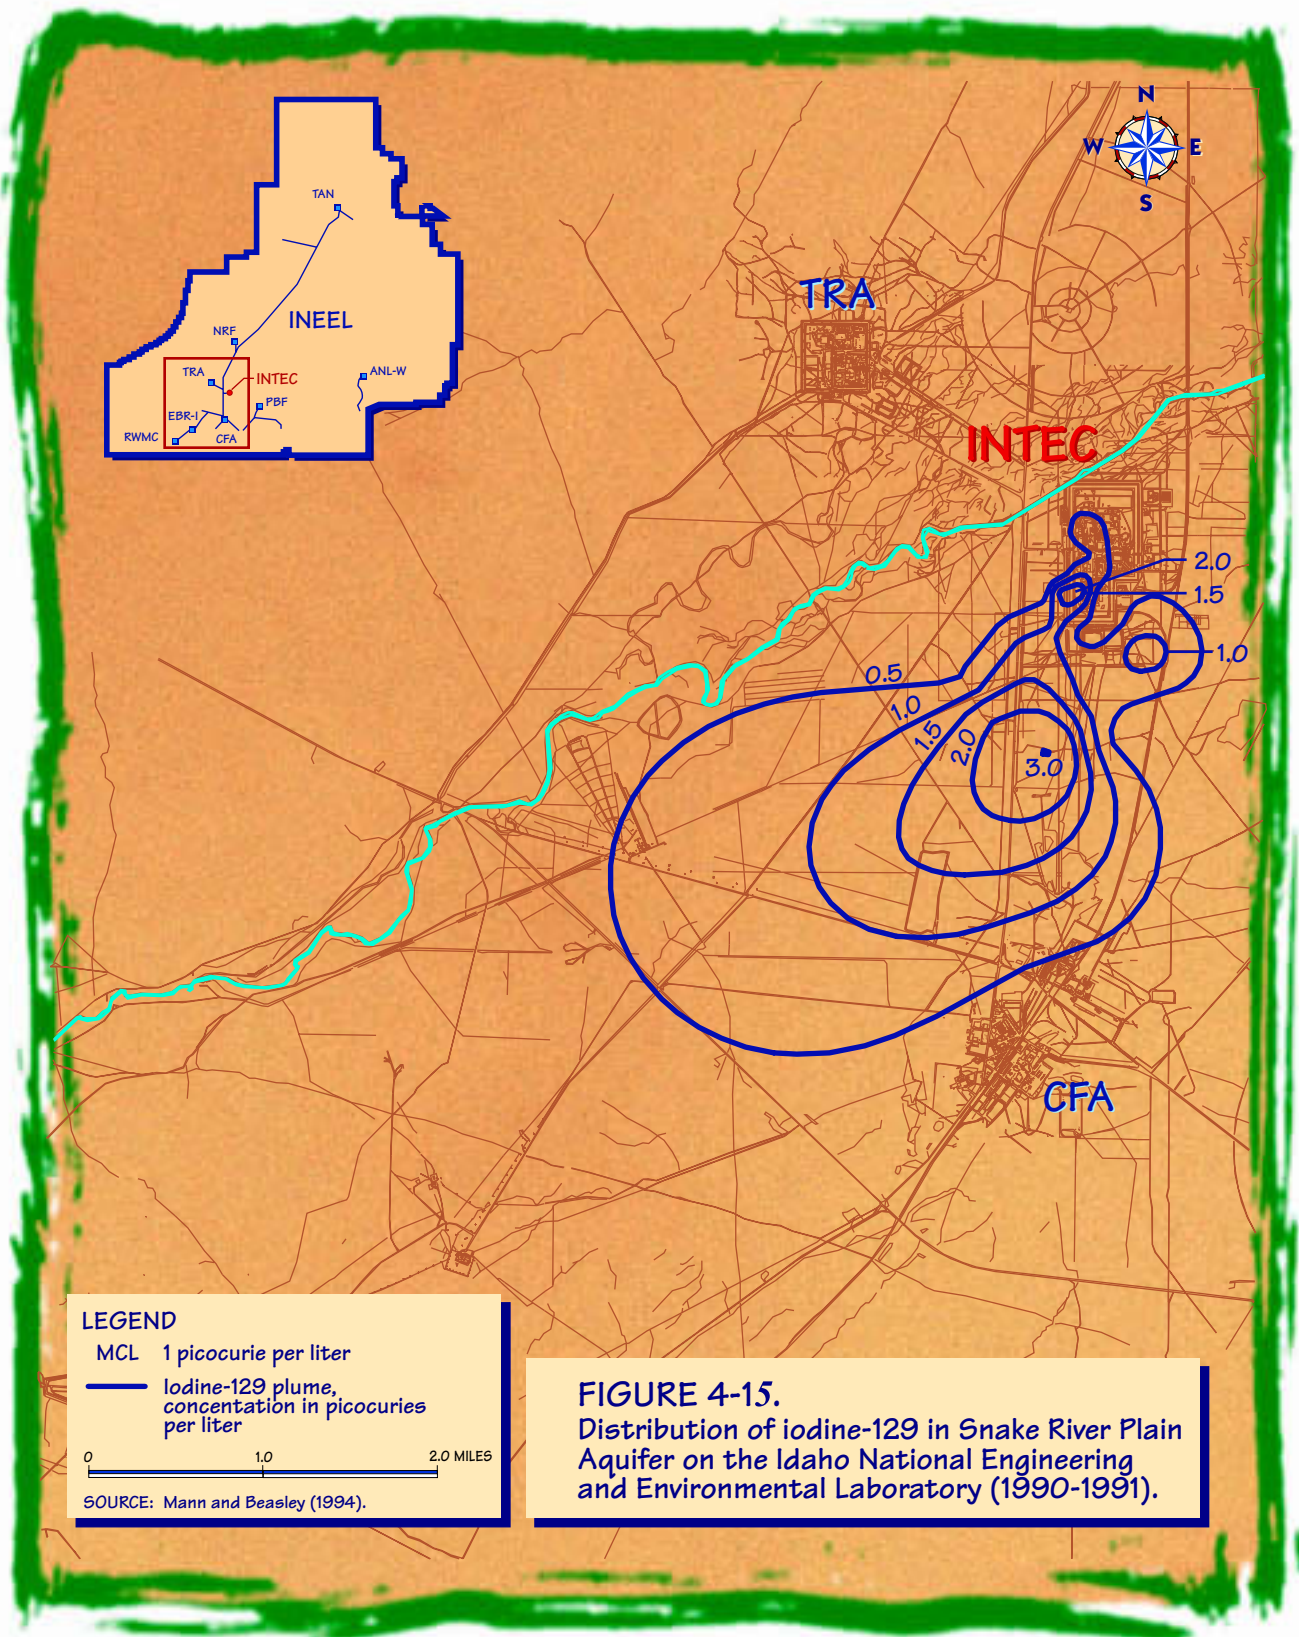 N
W
E
S
TAN
INEEL
NRF
TRA
INTEC
ANL-W
PBF
EBR-I
RWMC
CFA
TRA
INTEC
2.0
1.5
1.0
0.5
1.0
1.5
2.0
3.0
CFA
LEGEND
MCL 1 picocurie per liter
Iodine-129 plume,
concentation in picocuries
per liter
0 1.0 2.0 MILES
SOURCE: Mann and Beasley (1994).
FIGURE 4-15.
Distribution of iodine-129 in Snake River Plain
Aquifer on the Idaho National Engineering
and Environmental Laboratory (1990-1991).